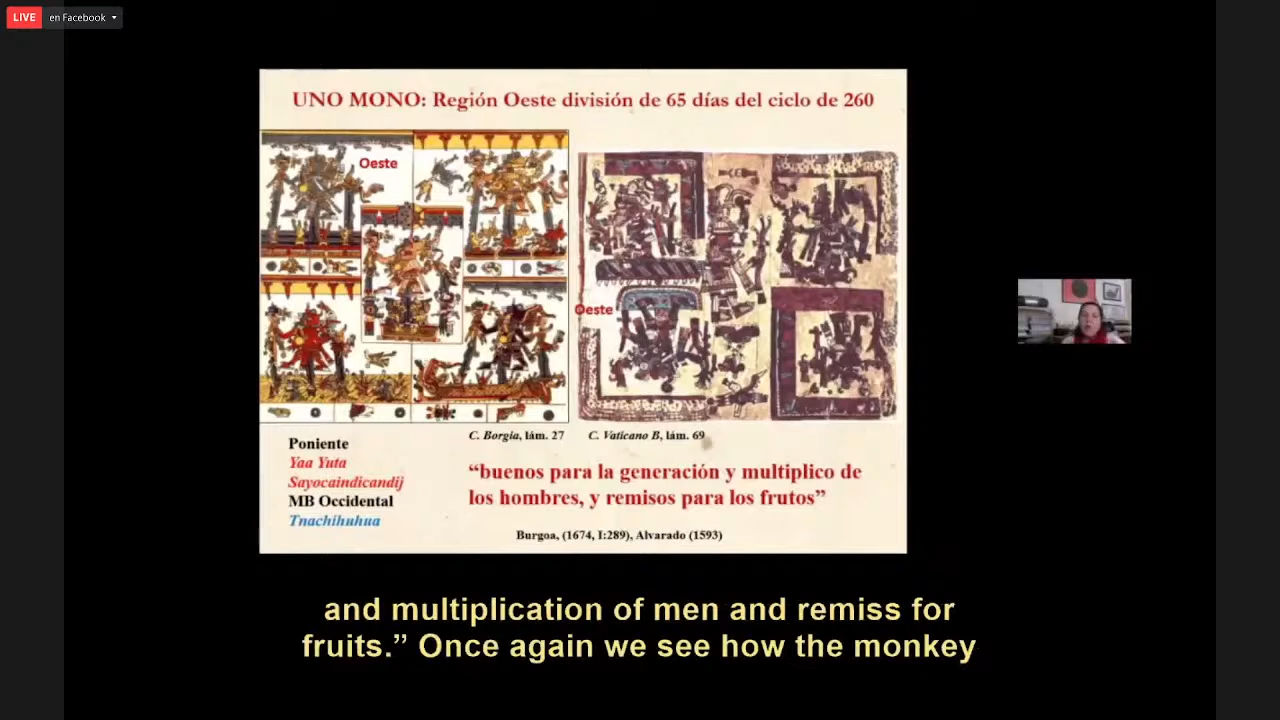 LIVE en Facebook
UNO MONO: Región Oeste división de 65 días del ciclo de 260
Oeste
Oeste
C. Borgia, lám. 27 C. Vaticano B, lám. 69
Poniente
Yaa Yuta
Sayocaindicandij
MB Occidental
Tnachihuhua
“buenos para la generación y multiplico de
los hombres, y remisos para los frutos”
Burgoa, (1674, I:289), Alvarado (1593)
and multiplication of men and remiss for
fruits.” Once again we see how the monkey